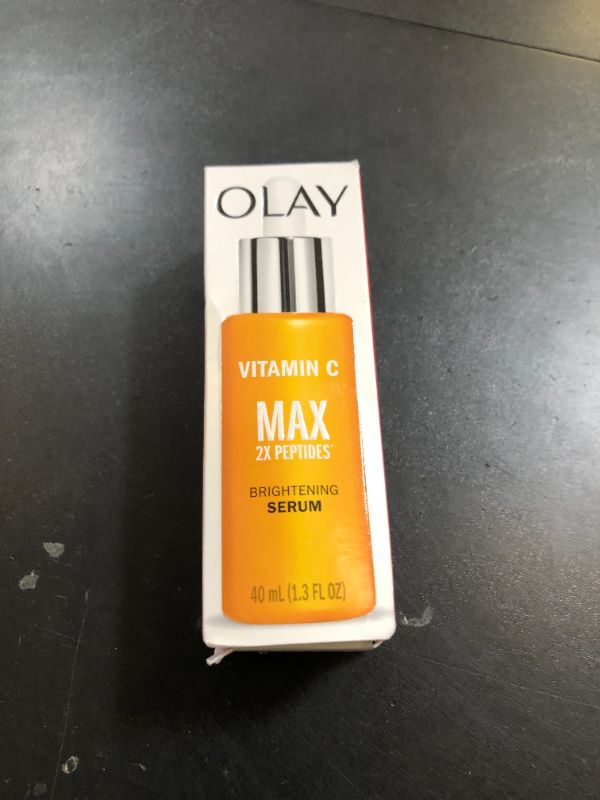 OLAY
VITAMIN C
MAX
2X PEPTIDES*
BRIGHTENING
SERUM
40 mL (1.3 FL OZ)